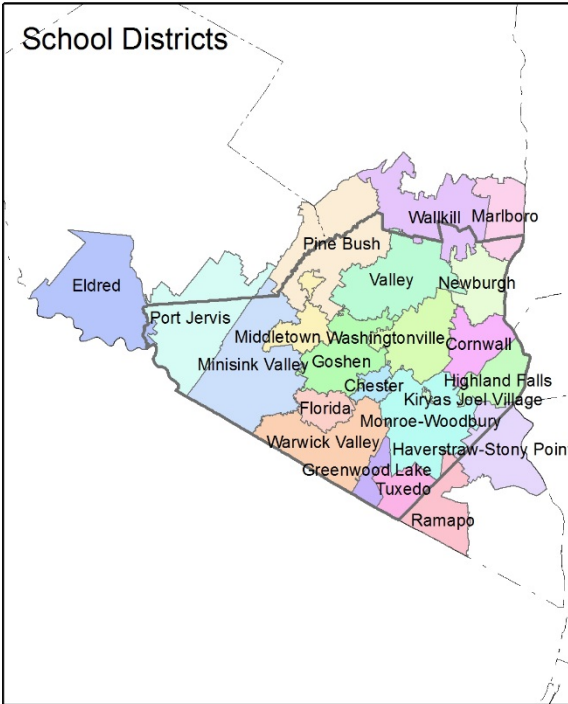 School Districts
Wallkill
Marlboro
Pine Bush
Eldred
Valley
Newburgh
Port Jervis
Middletown
Washingtonville
Cornwall
Minisink Valley
Goshen
Chester
Highland Falls
Kiryas Joel Village
Florida
Monroe-Woodbury
Warwick Valley
Haverstraw-Stony Point
Greenwood Lake
Tuxedo
Ramapo